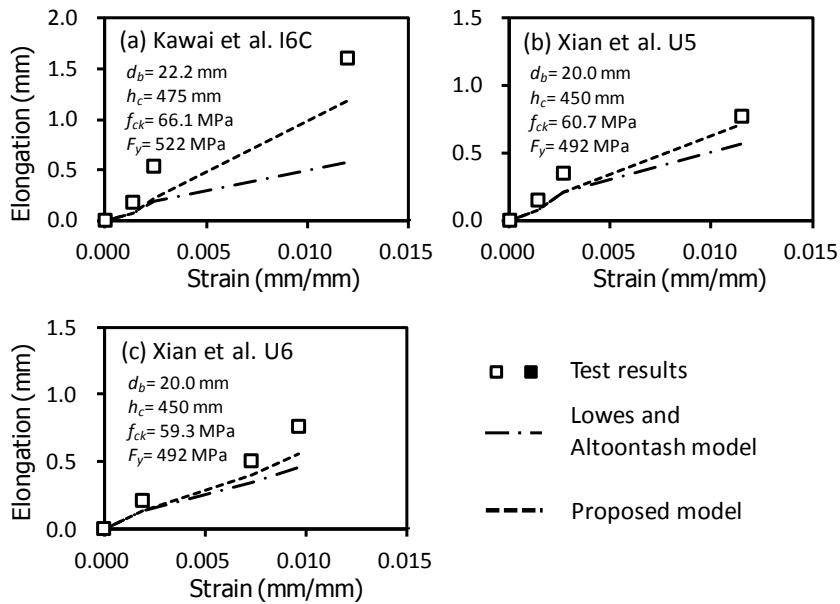 (a) Kawai et al. I6C
d_b= 22.2 mm
h_c= 475 mm
f_ck= 66.1 MPa
F_y= 522 MPa
Elongation (mm)
2.0
1.5
1.0
0.5
0.0
0.000 0.005 0.010 0.015
Strain (mm/mm)
(b) Xian et al. U5
d_b= 20.0 mm
h_c= 450 mm
f_ck= 60.7 MPa
F_y= 492 MPa
Elongation (mm)
1.5
1.0
0.5
0.0
0.000 0.005 0.010 0.015
Strain (mm/mm)
(c) Xian et al. U6
d_b= 20.0 mm
h_c= 450 mm
f_ck= 59.3 MPa
F_y= 492 MPa
Elongation (mm)
1.5
1.0
0.5
0.0
0.000 0.005 0.010 0.015
Strain (mm/mm)
Test results
Lowes and
Altoontash model
Proposed model